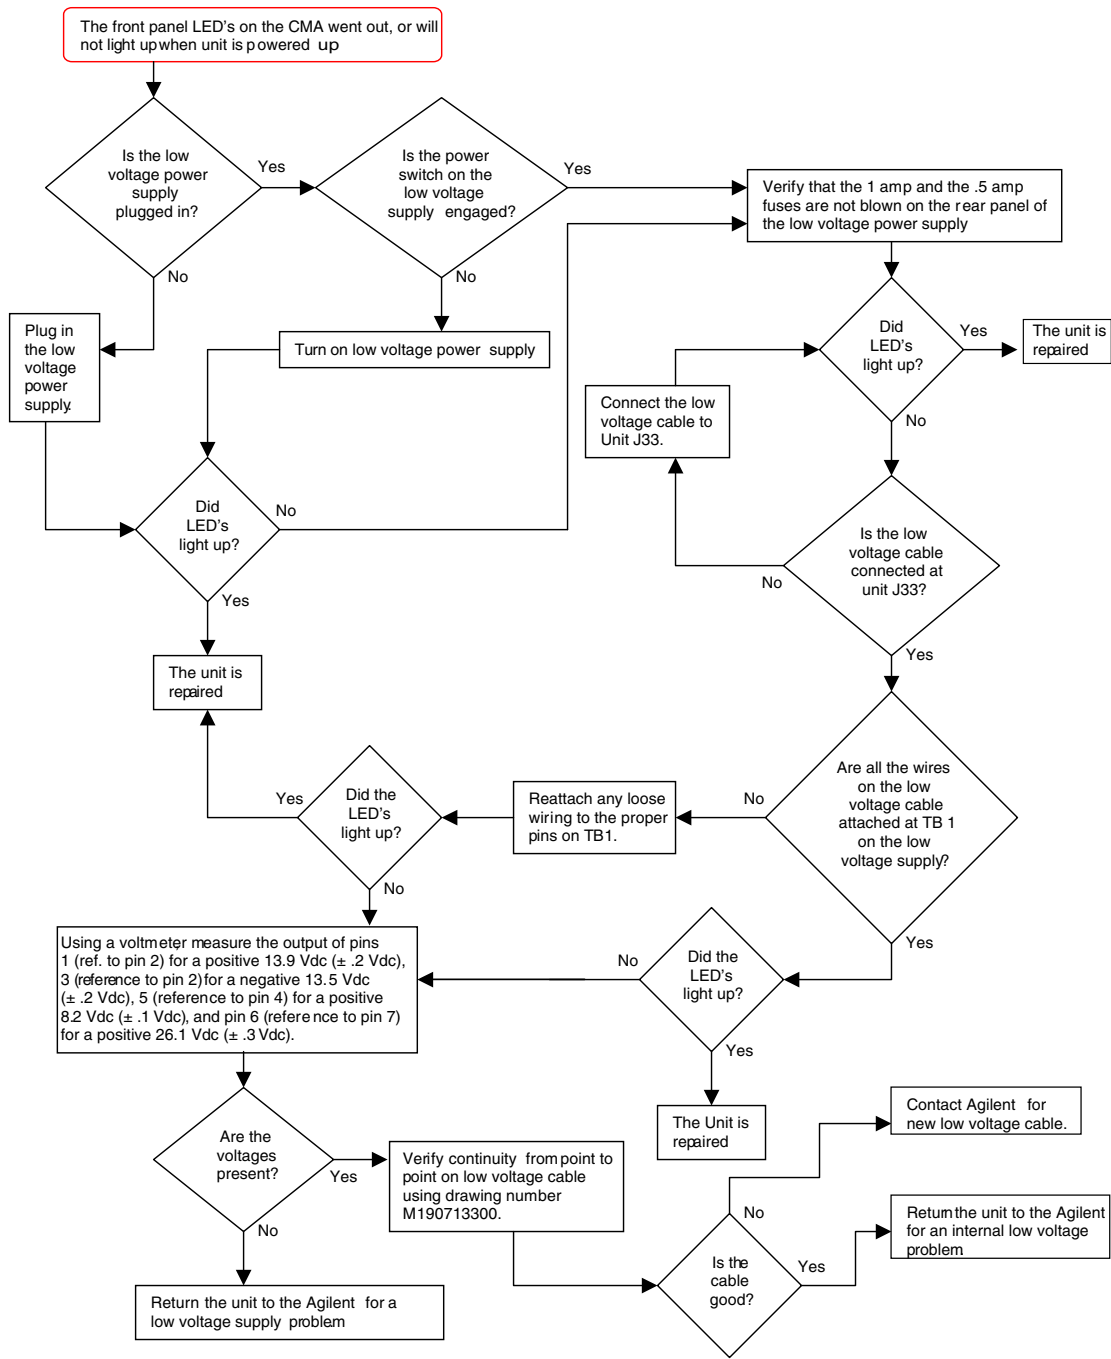 The front panel LED's on the CMA went out, or will
not light up when unit is powered up
Is the low
voltage power
supply
plugged in?
Yes
No
Is the power
switch on the
low voltage
supply engaged?
Yes
No
Verify that the 1 amp and the .5 amp
fuses are not blown on the rear panel of
the low voltage power supply
Plug in
the low
voltage
power
supply.
Turn on low voltage power supply
Did
LED's
light up?
Yes
No
The unit is
repaired
Connect the low
voltage cable to
Unit J33.
Did
LED's
light up?
No
Yes
Is the low
voltage cable
connected at
unit J33?
No
Yes
The unit is
repaired
Are all the wires
on the low
voltage cable
attached at TB 1
on the low
voltage supply?
No
Yes
Reattach any loose
wiring to the proper
pins on TB1.
Did the
LED's
light up?
Yes
No
Using a voltmeter, measure the output of pins
1 (ref. to pin 2) for a positive 13.9 Vdc (± .2 Vdc),
3 (reference to pin 2) for a negative 13.5 Vdc
(± .2 Vdc), 5 (reference to pin 4) for a positive
8.2 Vdc (± .1 Vdc), and pin 6 (reference to pin 7)
for a positive 26.1 Vdc (± .3 Vdc).
Did the
LED's
light up?
No
Yes
The Unit is
repaired
Are the
voltages
present?
Yes
No
Verify continuity from point to
point on low voltage cable
using drawing number
M190713300.
Return the unit to the Agilent for a
low voltage supply problem
Is the
cable
good?
No
Yes
Contact Agilent for
new low voltage cable.
Return the unit to the Agilent
for an internal low voltage
problem